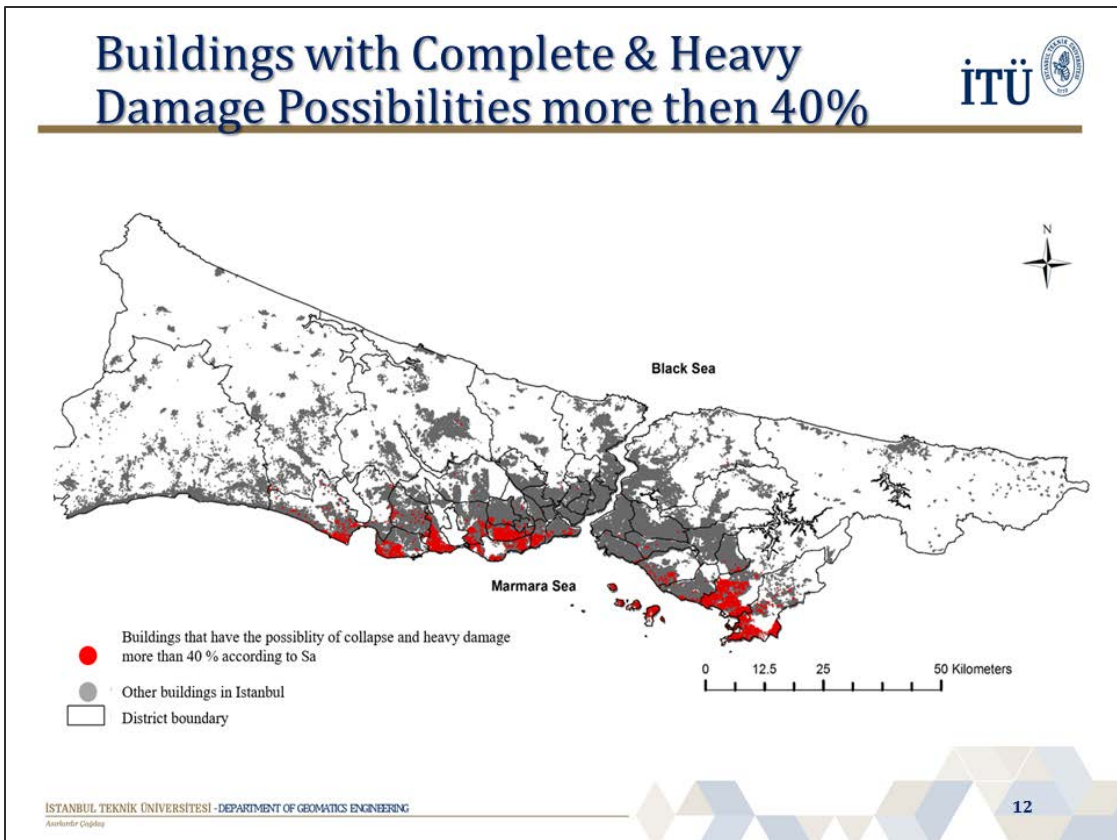 Buildings with Complete & Heavy
Damage Possibilities more then 40%
İTÜ
N
Black Sea
Marmara Sea
Buildings that have the possiblity of collapse and heavy damage
more than 40 % according to Sa
Other buildings in Istanbul
District boundary
0 12.5 25 50 Kilometers
İSTANBUL TEKNİK ÜNİVERSİTESİ - DEPARTMENT OF GEOMATICS ENGINEERING
Asırlardır Çağdaş
12